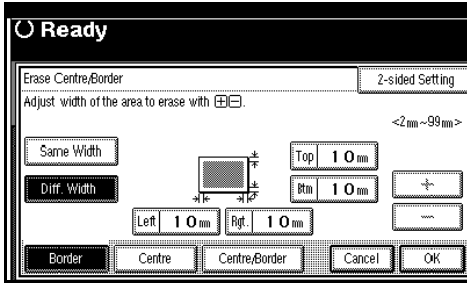 Ready
Erase Centre/Border
2-sided Setting
Adjust width of the area to erase with ⊞⊟.
<2mm~99mm>
Same Width
Top 10mm
Diff. Width
Btm 10mm
+
−
Left 10mm
Rgt. 10mm
Border
Centre
Centre/Border
Cancel
OK